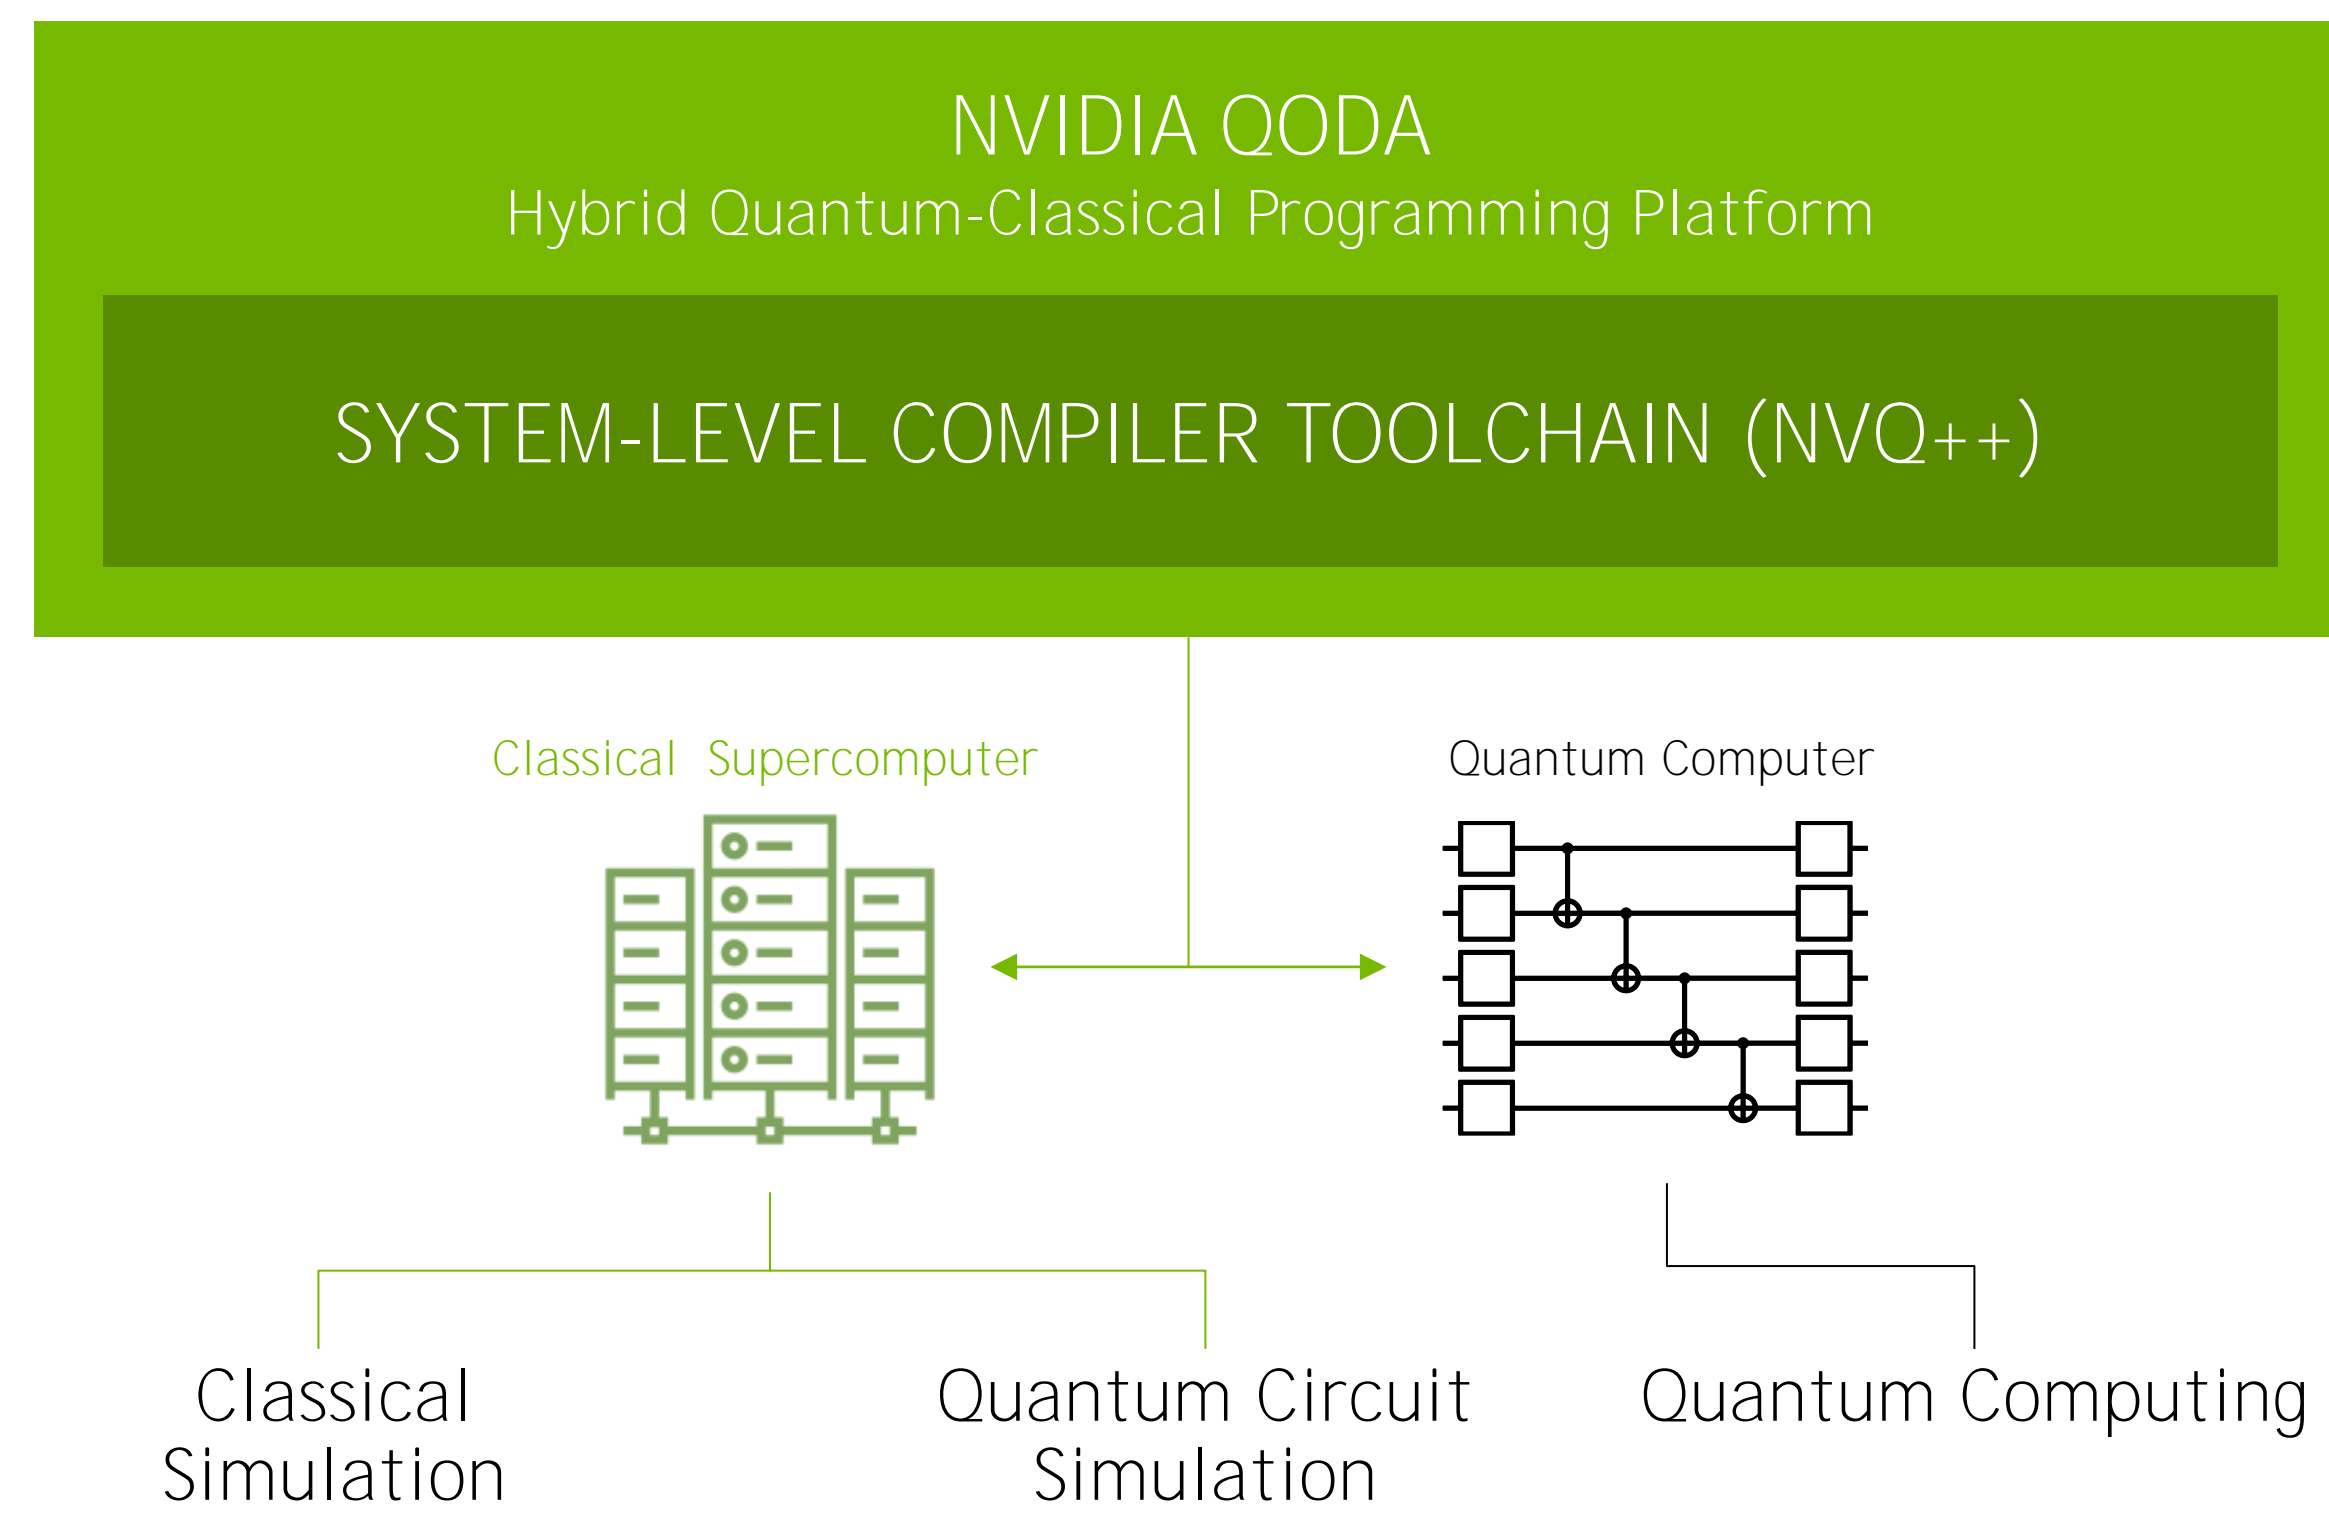 NVIDIA QODA
Hybrid Quantum-Classical Programming Platform
SYSTEM-LEVEL COMPILER TOOLCHAIN (NVQ++)
Classical Supercomputer
Quantum Computer
Classical
Simulation
Quantum Circuit
Simulation
Quantum Computing